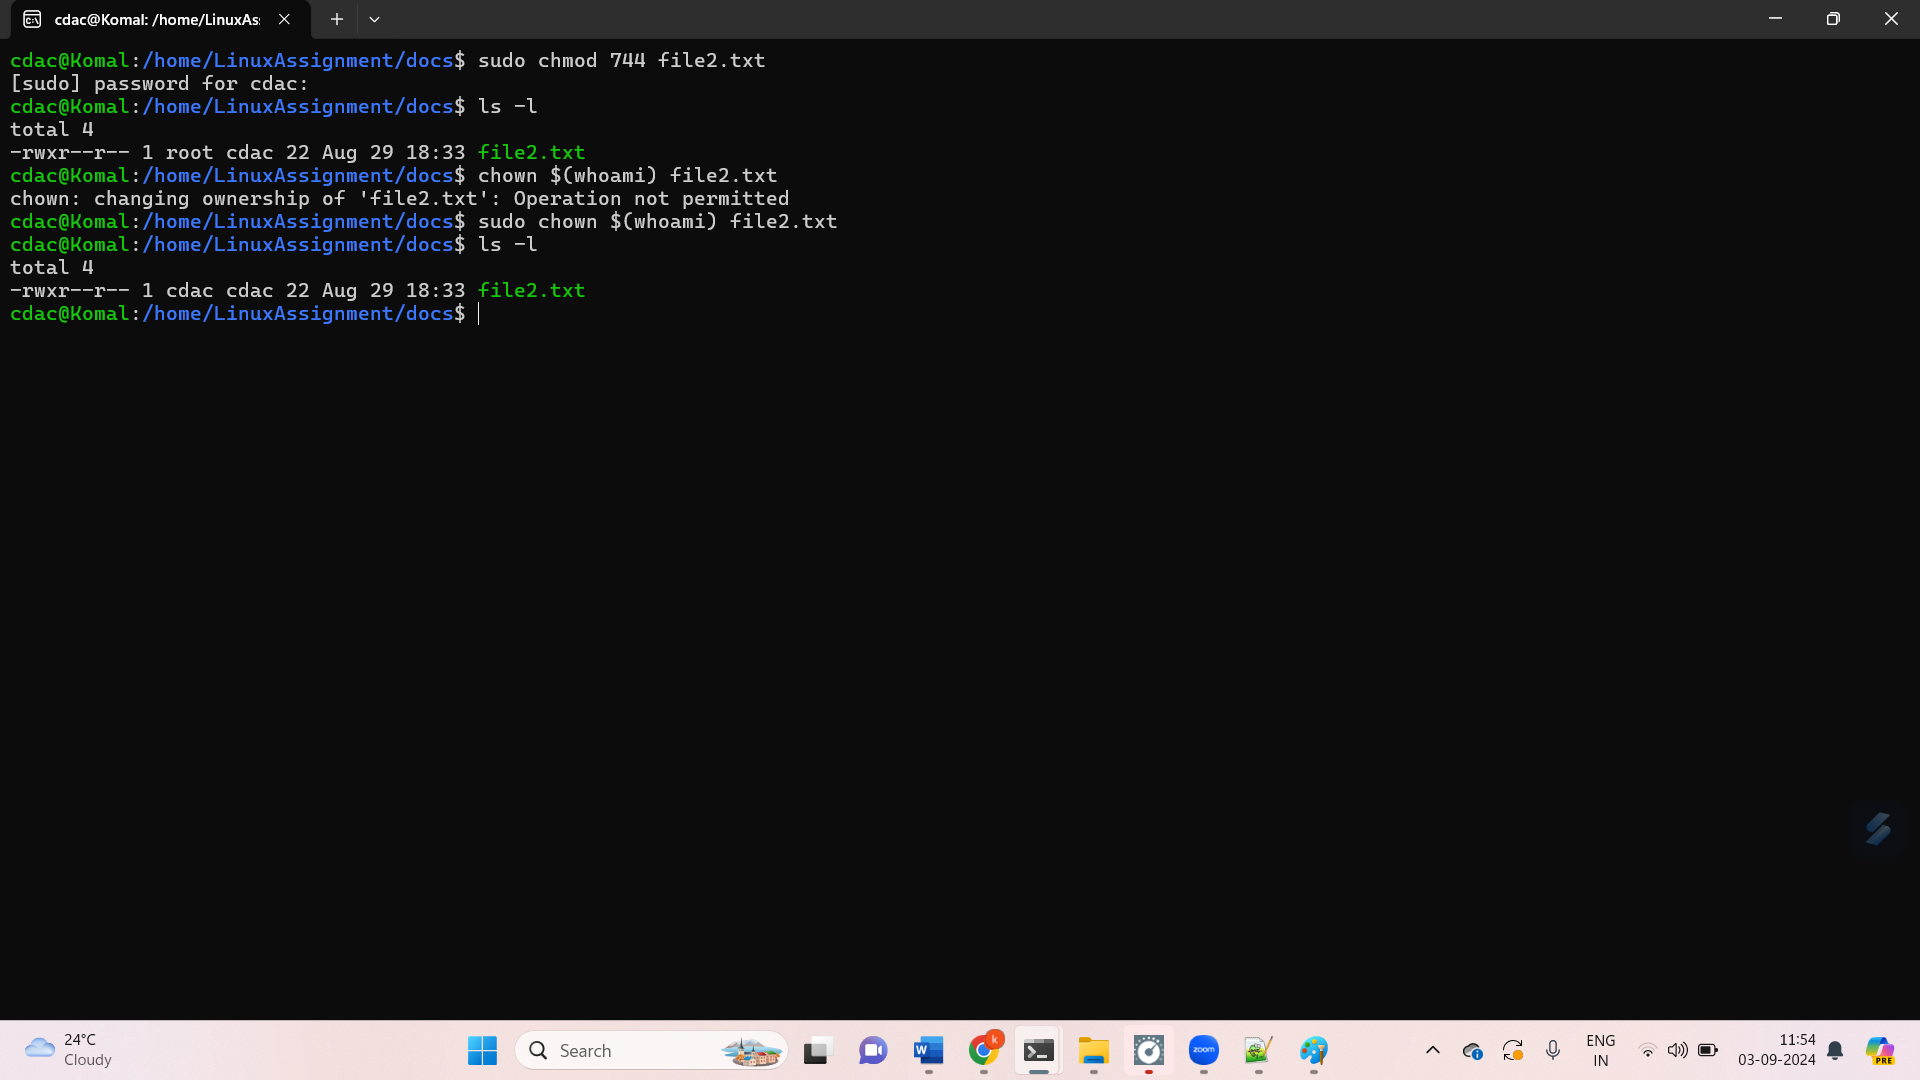 cdac@Komal: /home/LinuxAs
cdac@Komal:/home/LinuxAssignment/docs$ sudo chmod 744 file2.txt
[sudo] password for cdac:
cdac@Komal:/home/LinuxAssignment/docs$ ls -l
total 4
-rwxr--r-- 1 root cdac 22 Aug 29 18:33 file2.txt
cdac@Komal:/home/LinuxAssignment/docs$ chown $(whoami) file2.txt
chown: changing ownership of 'file2.txt': Operation not permitted
cdac@Komal:/home/LinuxAssignment/docs$ sudo chown $(whoami) file2.txt
cdac@Komal:/home/LinuxAssignment/docs$ ls -l
total 4
-rwxr--r-- 1 cdac cdac 22 Aug 29 18:33 file2.txt
cdac@Komal:/home/LinuxAssignment/docs$
24°C
Cloudy
Search
W
k
zoom
ENG
IN
11:54
03-09-2024
PRE